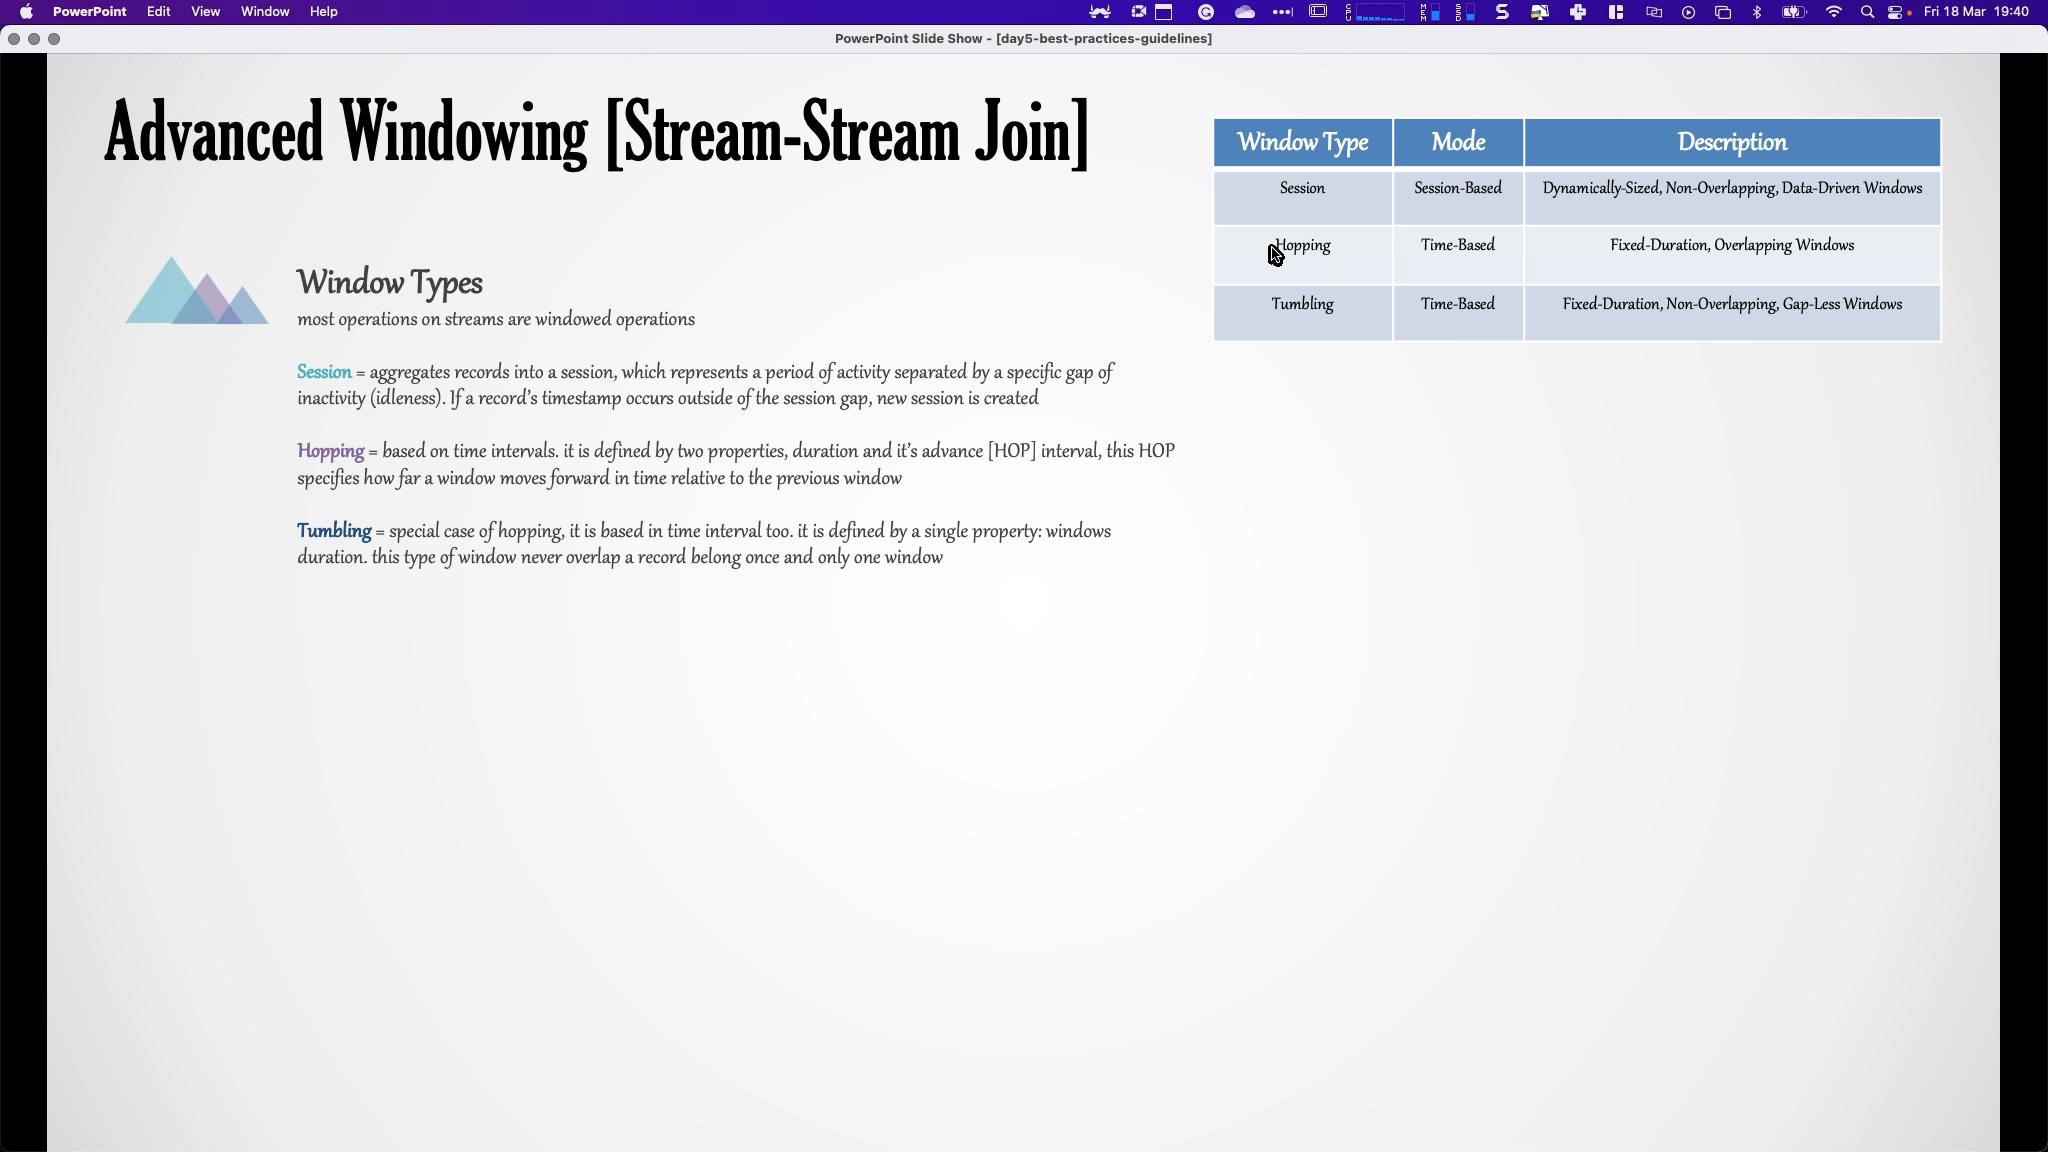 PowerPoint Edit View Window Help
CPU MEM SSD Fri 18 Mar 19:40
PowerPoint Slide Show - [day5-best-practices-guidelines]
Advanced Windowing [Stream-Stream Join]
Window Type Mode Description
Session Session-Based Dynamically-Sized, Non-Overlapping, Data-Driven Windows
Hopping Time-Based Fixed-Duration, Overlapping Windows
Tumbling Time-Based Fixed-Duration, Non-Overlapping, Gap-Less Windows
Window Types
most operations on streams are windowed operations
Session = aggregates records into a session, which represents a period of activity separated by a specific gap of
inactivity (idleness). If a record's timestamp occurs outside of the session gap, new session is created
Hopping = based on time intervals. it is defined by two properties, duration and it's advance [HOP] interval, this HOP
specifies how far a window moves forward in time relative to the previous window
Tumbling = special case of hopping, it is based in time interval too. it is defined by a single property: windows
duration. this type of window never overlap a record belong once and only one window